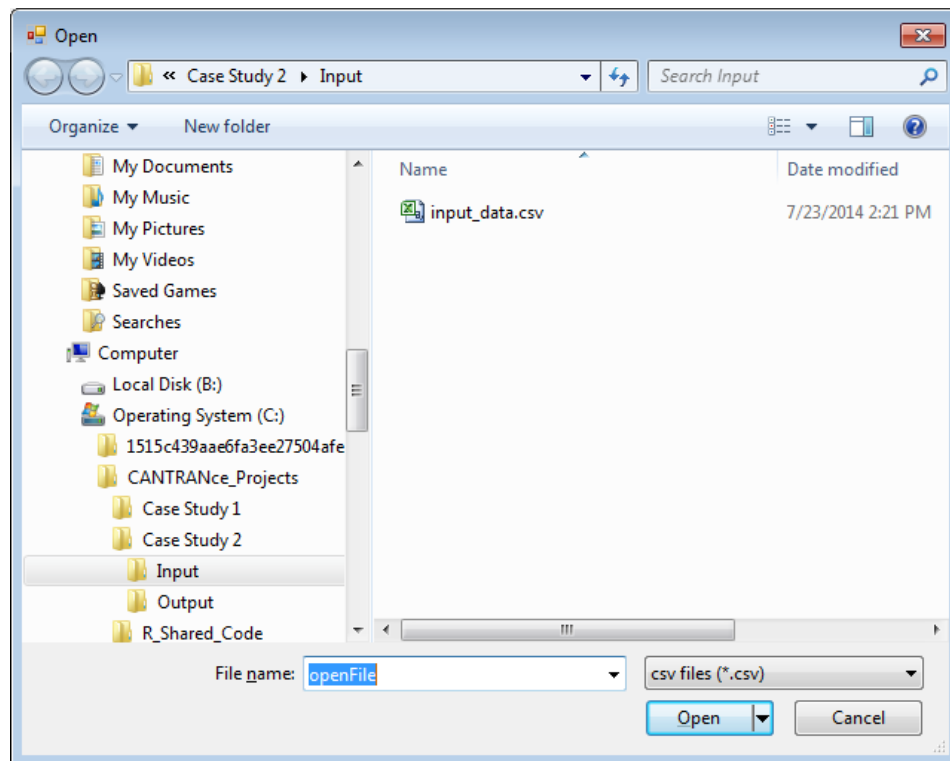 Open
« Case Study 2 Input Search Input
Organize New folder
My Documents
My Music
My Pictures
My Videos
Saved Games
Searches
Computer
Local Disk (B:)
Operating System (C:)
1515c439aae6fa3ee27504afe
CANTRANce_Projects
Case Study 1
Case Study 2
Input
Output
R_Shared_Code
Name Date modified
input_data.csv 7/23/2014 2:21 PM
File name: openFile csv files (*.csv)
Open Cancel